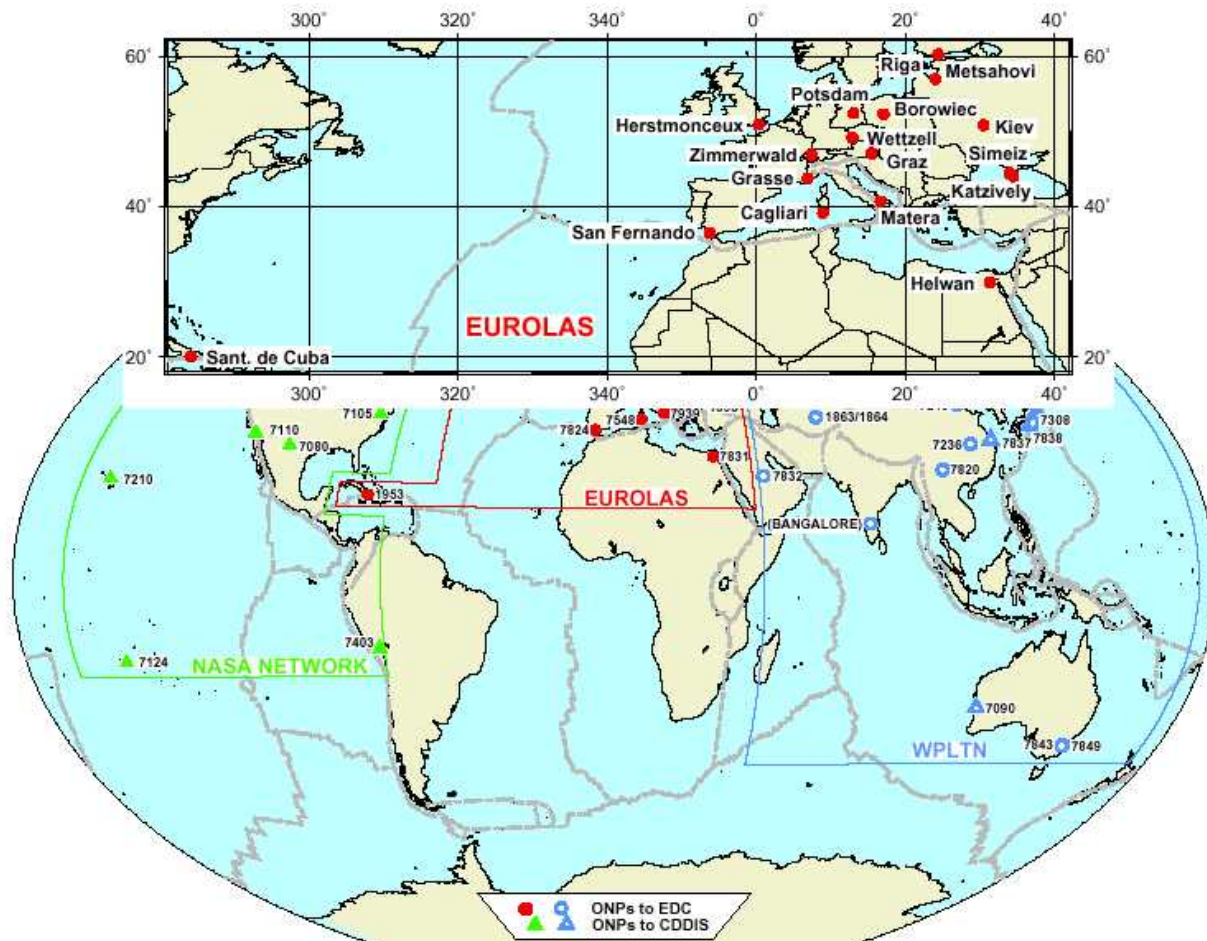 300° 320° 340° 0° 20° 40°
60° 60°
Riga Metsahovi
Potsdam
Borowiec
Herstmonceux Kiev
Wettzell
Zimmerwald Graz Simeiz
Grasse Katzively
40° 40°
Cagliari Matera
San Fernando
Helwan
EUROLAS
20° Sant. de Cuba 20°
300° 320° 340° 0° 20° 40°
7105 7548 7939 1863/1864 7308
7110 7824 7838
7080 7236 7837
7831
7210 7832 7820
1953 EUROLAS
(BANGALORE)
7403
7124 NASA NETWORK
7090
7843 7849
WPLTN
ONPs to EDC
ONPs to CDDIS